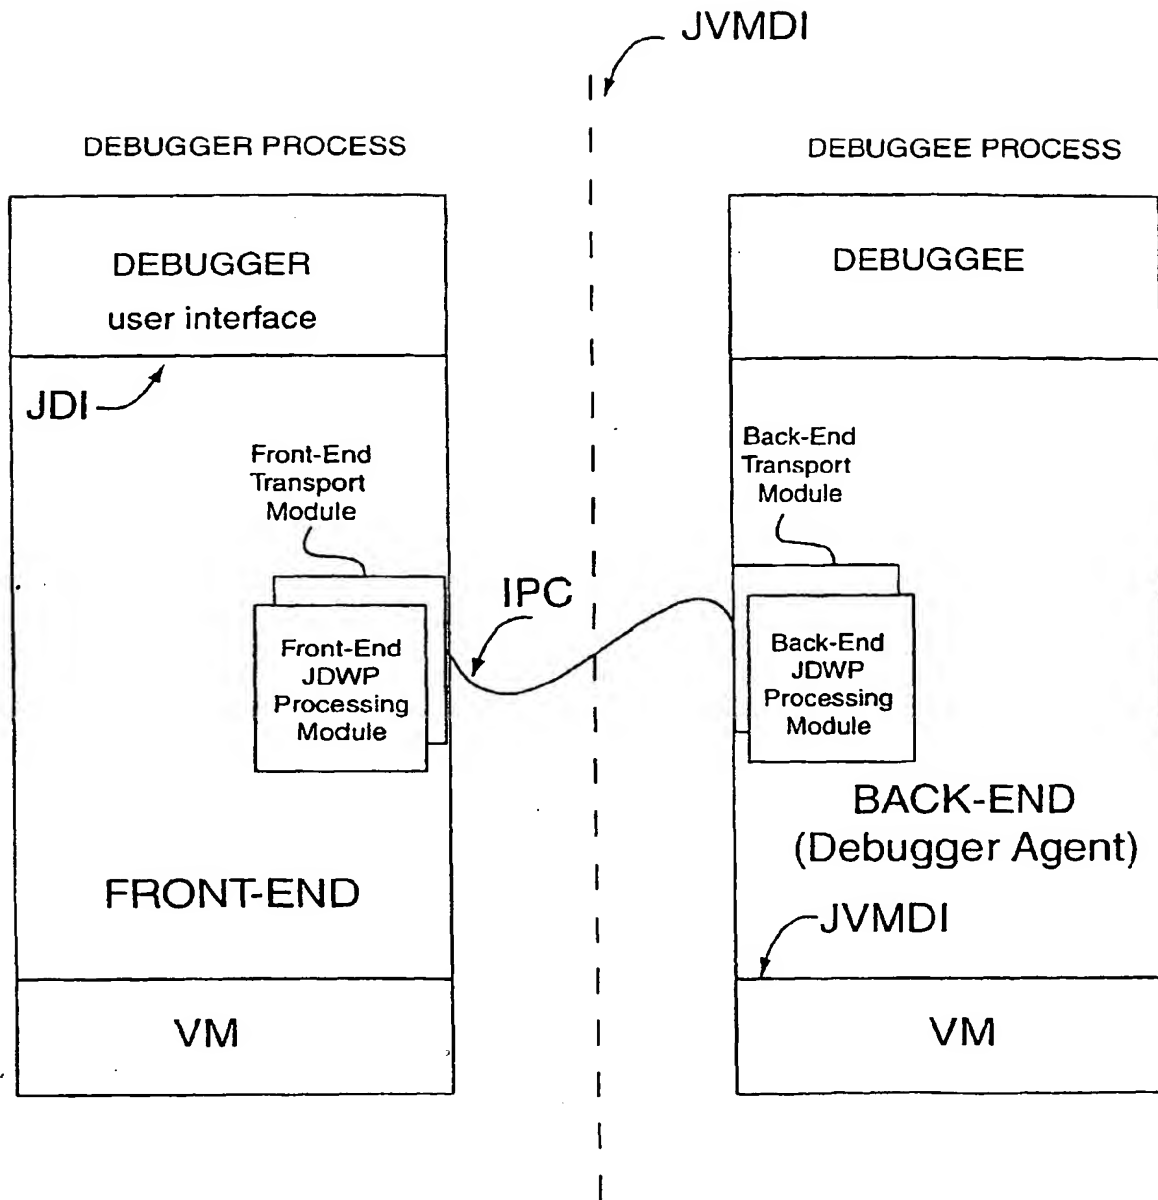 JVMDI
DEBUGGER PROCESS
DEBUGGEE PROCESS
DEBUGGER
user interface
DEBUGGEE
JDI
Front-End
Transport
Module
Back-End
Transport
Module
IPC
Front-End
JDWP
Processing
Module
Back-End
JDWP
Processing
Module
BACK-END
(Debugger Agent)
FRONT-END
JVMDI
VM
VM